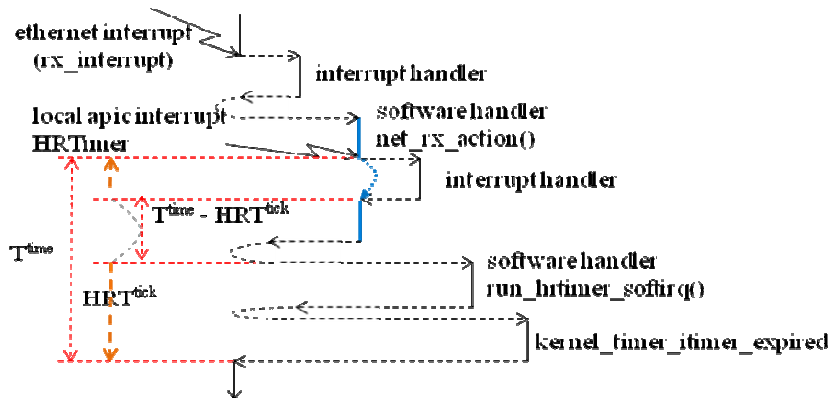 ethernet interrupt
(rx_interrupt)
interrupt handler
local apic interrupt
HRTimer
software handler
net_rx_action()
interrupt handler
T^time - HRT^tick
T^time
software handler
run_hrtimer_softirq()
HRT^tick
kernel_timer_itimer_expired